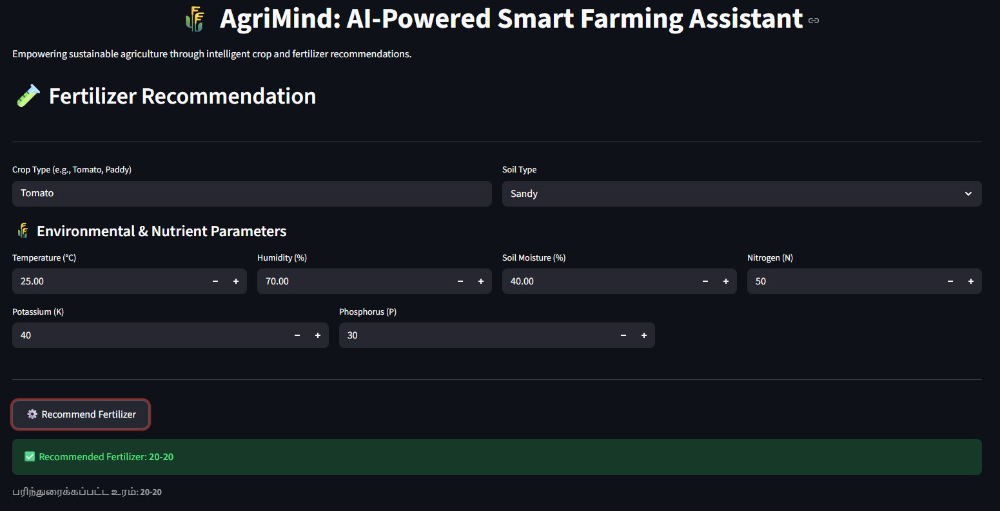 AgriMind: AI-Powered Smart Farming Assistant
Empowering sustainable agriculture through intelligent crop and fertilizer recommendations.
Fertilizer Recommendation
Crop Type (e.g., Tomato, Paddy)
Soil Type
Tomato
Sandy
Environmental & Nutrient Parameters
Temperature (°C)
Humidity (%)
Soil Moisture (%)
Nitrogen (N)
25.00
70.00
40.00
50
Potassium (K)
Phosphorus (P)
40
30
Recommend Fertilizer
Recommended Fertilizer: 20-20
பரிந்துரைக்கப்பட்ட உரம்: 20-20